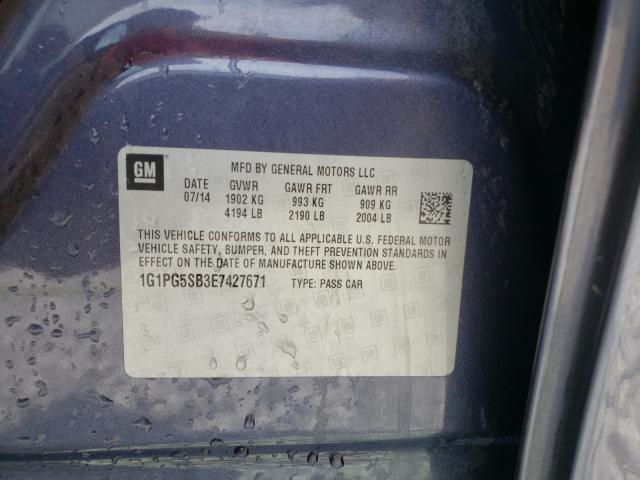 GM
MFD BY GENERAL MOTORS LLC
DATE GVWR GAWR FRT GAWR RR
07/14 1902 KG 993 KG 909 KG
4194 LB 2190 LB 2004 LB
THIS VEHICLE CONFORMS TO ALL APPLICABLE U.S. FEDERAL MOTOR
VEHICLE SAFETY, BUMPER, AND THEFT PREVENTION STANDARDS IN
EFFECT ON THE DATE OF MANUFACTURE SHOWN ABOVE.
1G1PG5SB3E7427671 TYPE: PASS CAR